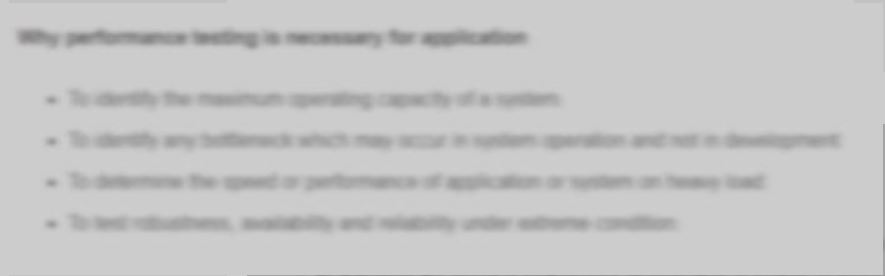 Why performance testing is necessary for application
- To identify the maximum operating capacity of a system.
- To identify any bottleneck which may occur in system operation and not in development.
- To determine the speed or performance of application or system on heavy load.
- To test robustness, availability and reliability under extreme condition.